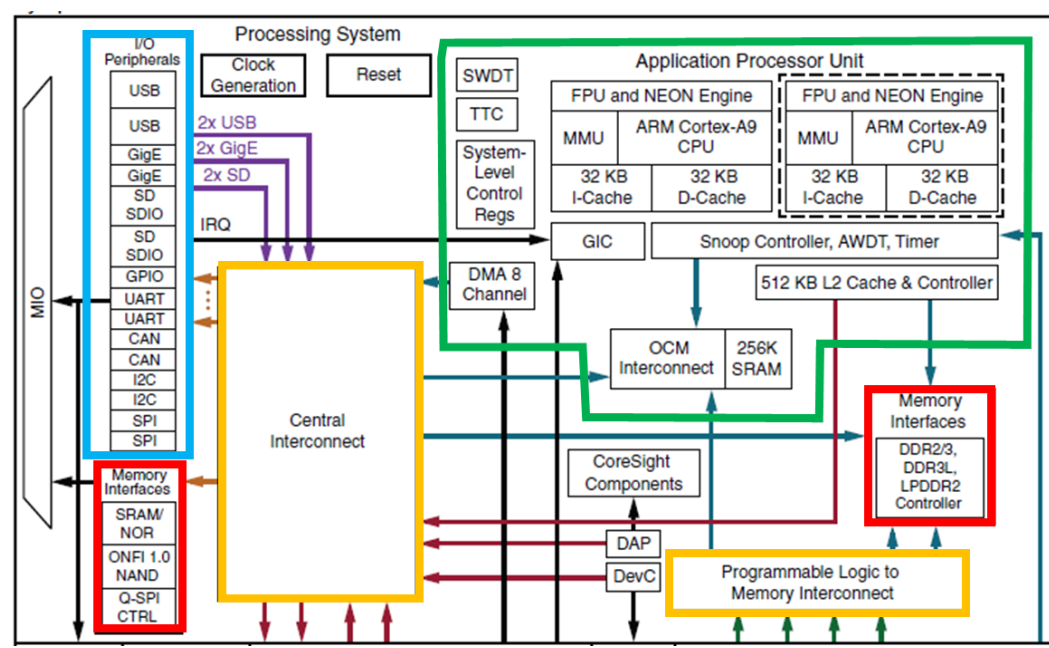 Processing System
I/O
Peripherals
USB
USB
GigE
GigE
SD
SDIO
SD
SDIO
GPIO
UART
UART
CAN
CAN
I2C
I2C
SPI
SPI
MIO
Memory
Interfaces
SRAM/
NOR
ONFI 1.0
NAND
Q-SPI
CTRL
Clock
Generation
Reset
2x USB
2x GigE
2x SD
IRQ
Central
Interconnect
Application Processor Unit
SWDT
TTC
System-
Level
Control
Regs
FPU and NEON Engine
MMU
ARM Cortex-A9
CPU
32 KB
I-Cache
32 KB
D-Cache
FPU and NEON Engine
MMU
ARM Cortex-A9
CPU
32 KB
I-Cache
32 KB
D-Cache
GIC
Snoop Controller, AWDT, Timer
DMA 8
Channel
512 KB L2 Cache & Controller
OCM
Interconnect
256K
SRAM
Memory
Interfaces
DDR2/3,
DDR3L,
LPDDR2
Controller
CoreSight
Components
DAP
DevC
Programmable Logic to
Memory Interconnect